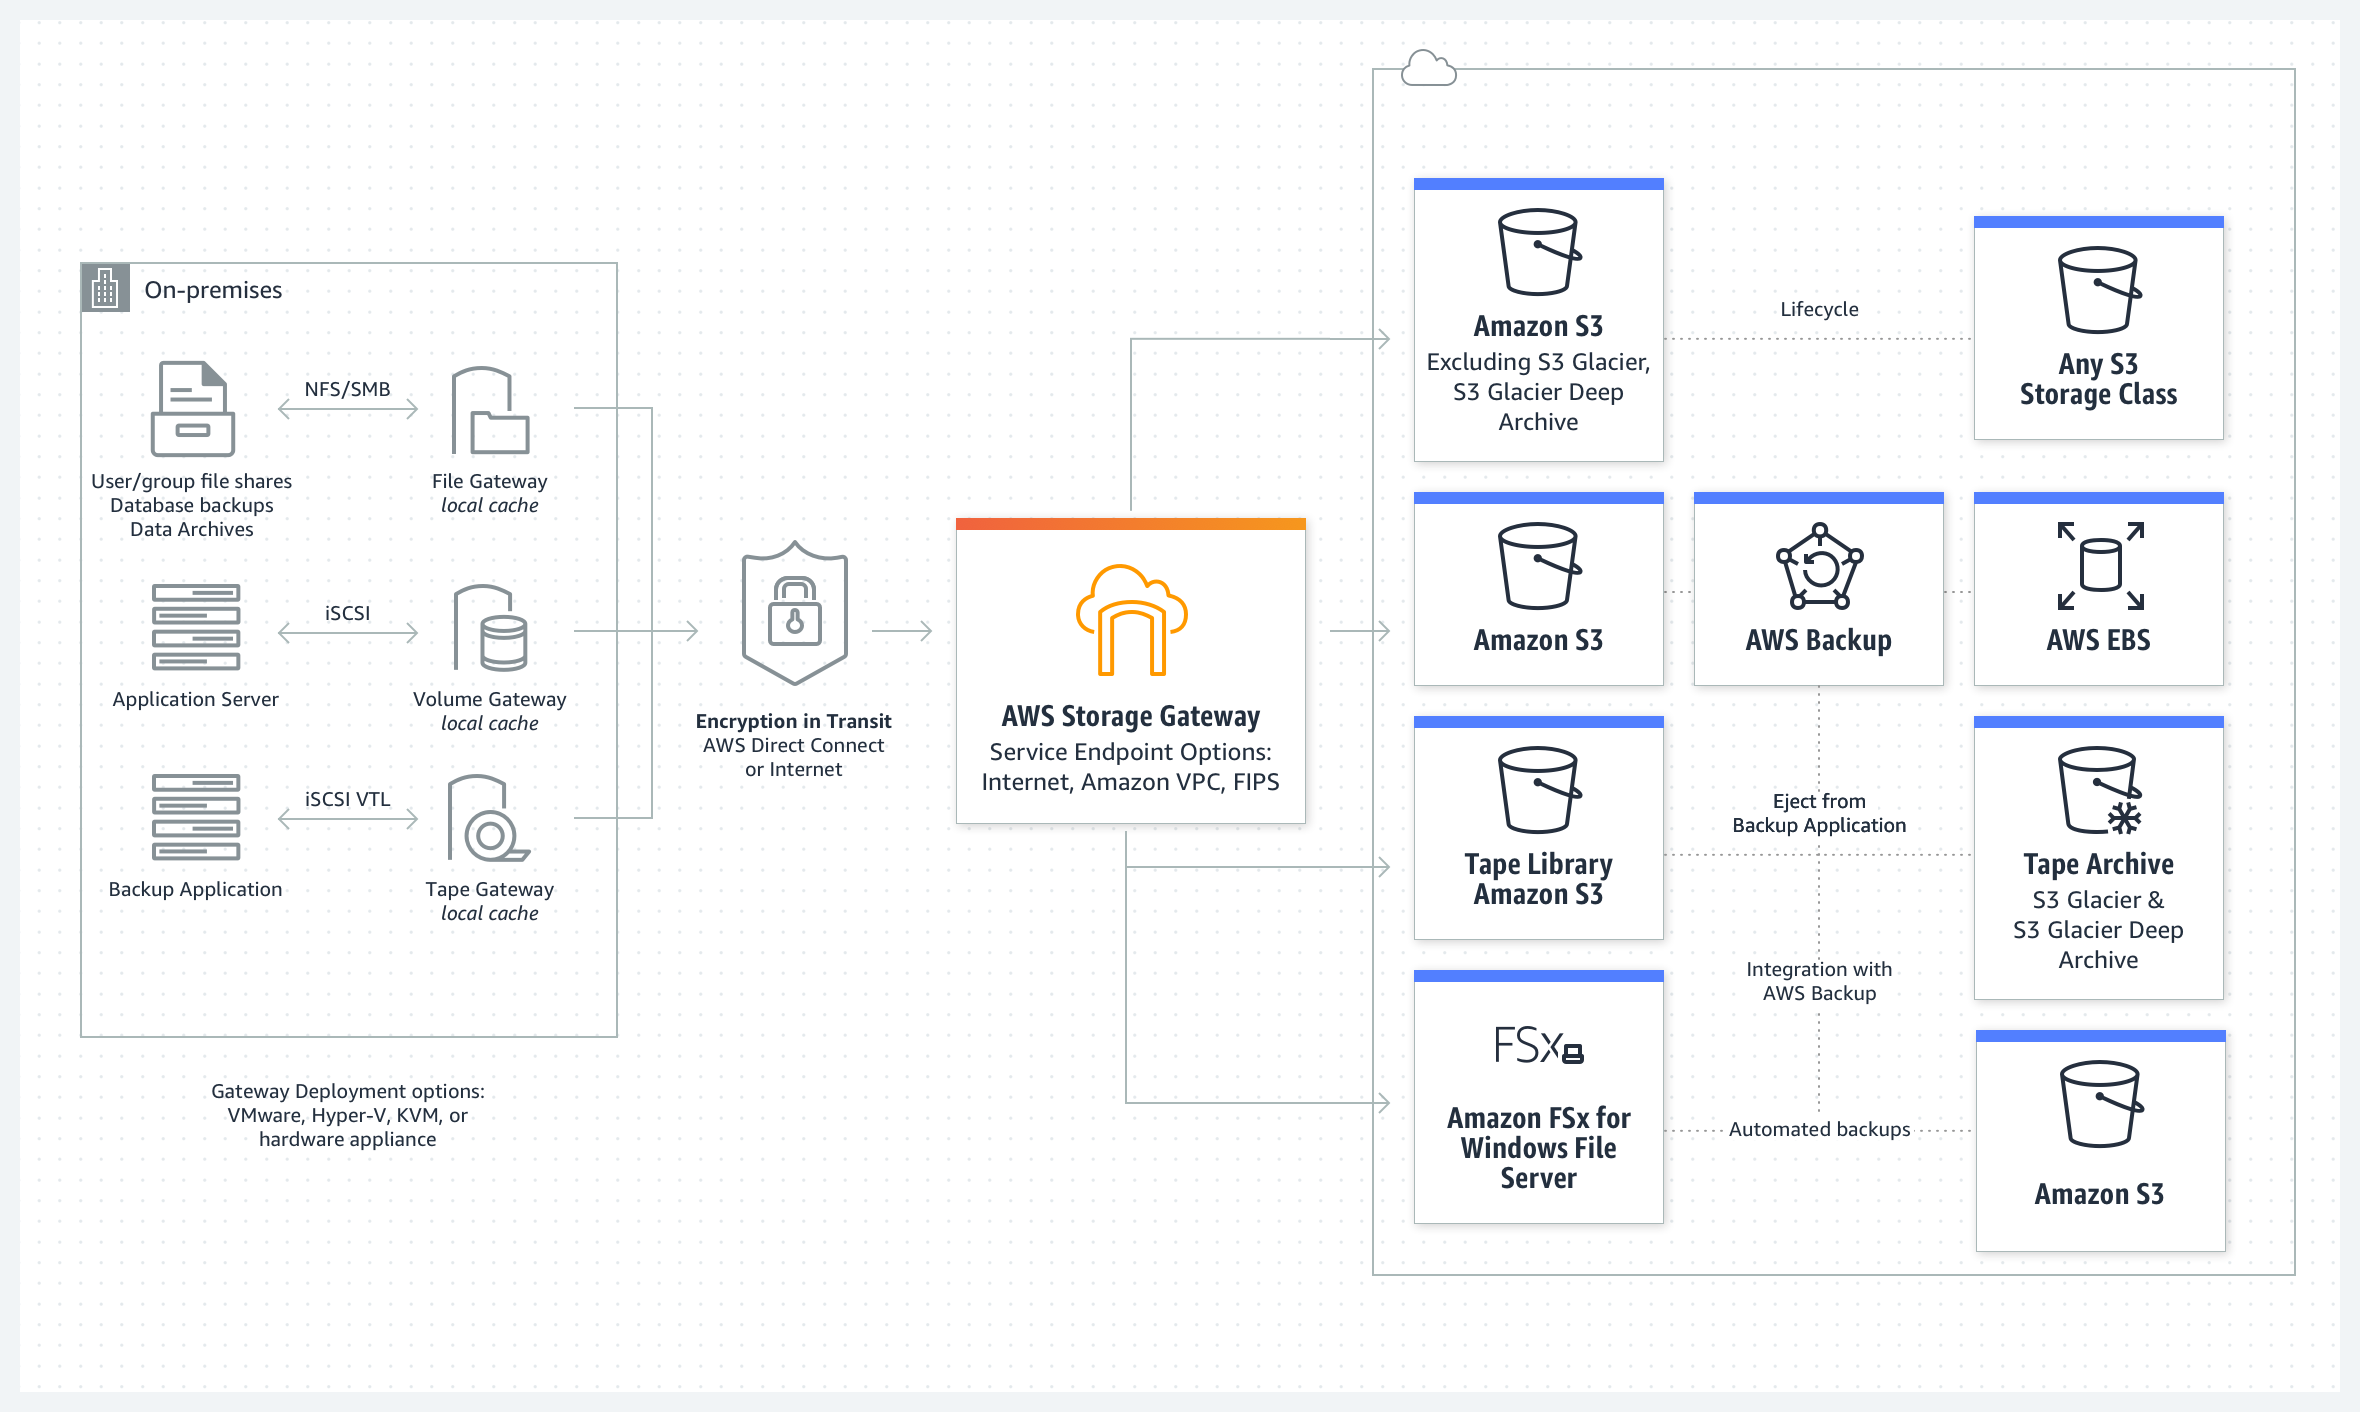 On-premises
NFS/SMB
User/group file shares
Database backups
Data Archives
File Gateway
local cache
iSCSI
Application Server
Volume Gateway
local cache
iSCSI VTL
Backup Application
Tape Gateway
local cache
Gateway Deployment options:
VMware, Hyper-V, KVM, or
hardware appliance
Encryption in Transit
AWS Direct Connect
or Internet
AWS Storage Gateway
Service Endpoint Options:
Internet, Amazon VPC, FIPS
Amazon S3
Excluding S3 Glacier,
S3 Glacier Deep
Archive
Lifecycle
Any S3
Storage Class
Amazon S3
AWS Backup
AWS EBS
Tape Library
Amazon S3
Eject from
Backup Application
Tape Archive
S3 Glacier &
S3 Glacier Deep
Archive
Integration with
AWS Backup
FSx
Amazon FSx for
Windows File
Server
Automated backups
Amazon S3